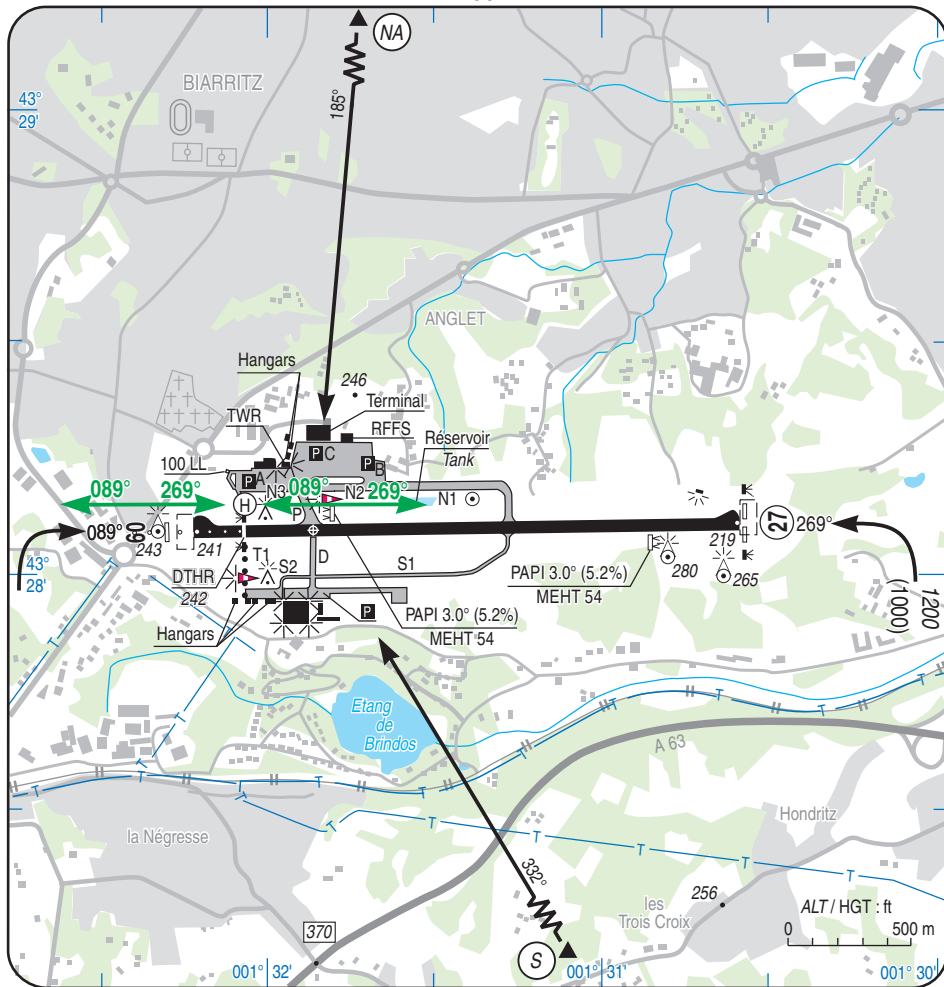 NA
BIARRITZ
43°
29'
185°
ANGLET
Hangars
246
Terminal
TWR
RFFS
P C
Réservoir
Tank
100 LL
P A
P B
089° 269°
N3
089° 269°
N2
N1
H
P
089°
09
243
241
219
27
269°
43°
28'
DTHR
242
T1
S2
D
S1
PAPI 3.0° (5.2%)
MEHT 54
280
265
1200
(1000)
P
PAPI 3.0° (5.2%)
MEHT 54
Hangars
Etang
de
Brindos
A 63
T
la Négresse
Hondritz
332°
les
Trois Croix
256
370
S
ALT / HGT : ft
0 500 m
001° 32'
001° 31'
001° 30'